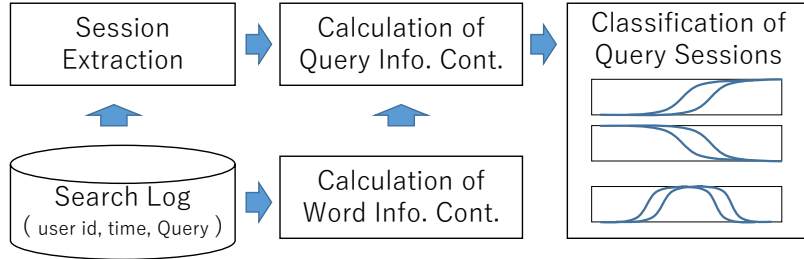 Session
Extraction
Calculation of
Query Info. Cont.
Classification of
Query Sessions
Search Log
( user id, time, Query )
Calculation of
Word Info. Cont.